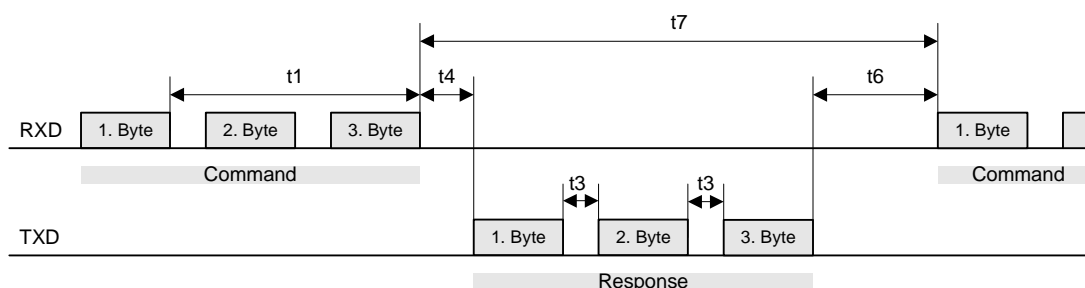 t7
t1 t4 t6
RXD 1. Byte 2. Byte 3. Byte 1. Byte
Command Command
t3 t3
TXD 1. Byte 2. Byte 3. Byte
Response